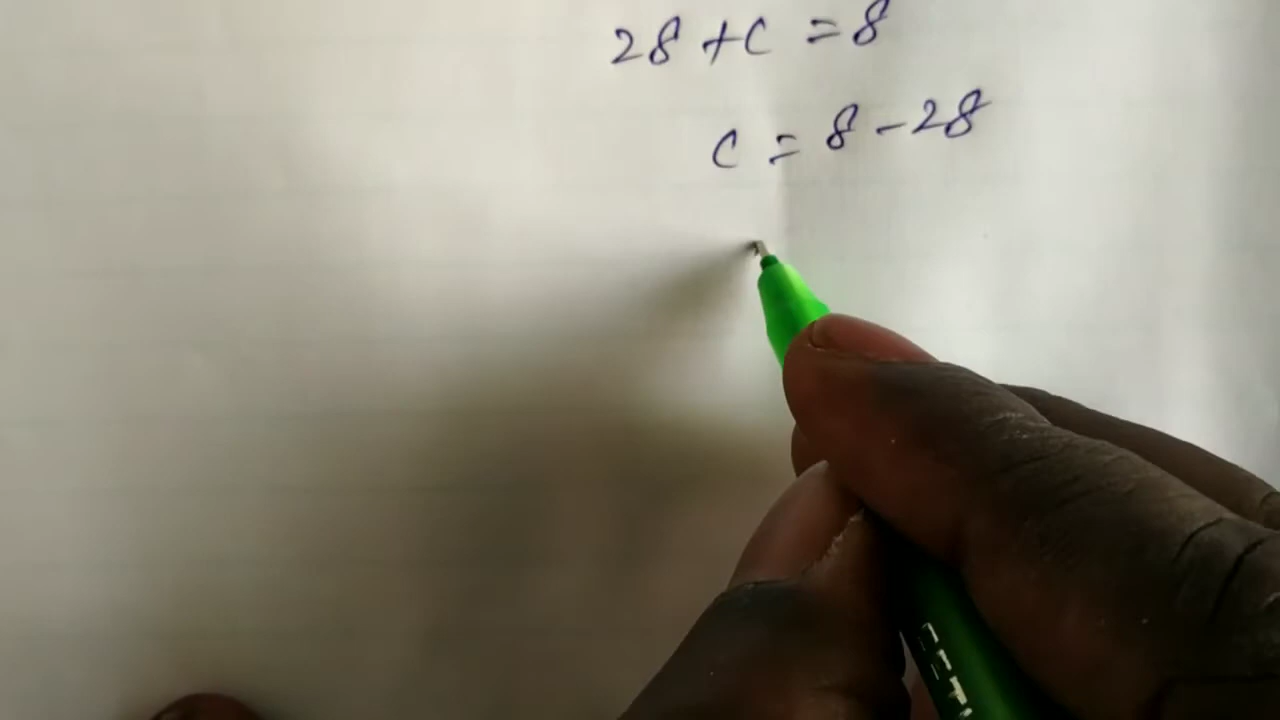 28 + c = 8
c = 8 - 28